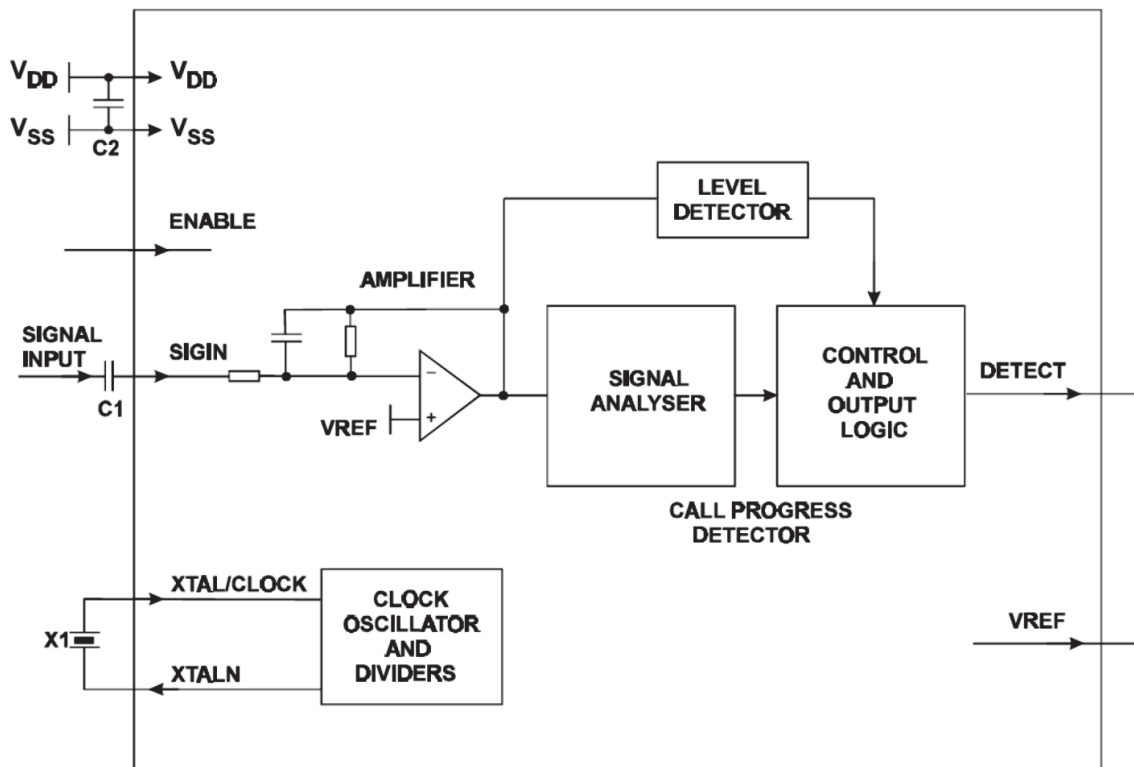 VDD
VDD
VSS
VSS
C2
LEVEL
DETECTOR
ENABLE
AMPLIFIER
SIGNAL
INPUT
C1
SIGIN
−
+
VREF
SIGNAL
ANALYSER
CONTROL
AND
OUTPUT
LOGIC
DETECT
CALL PROGRESS
DETECTOR
XTAL/CLOCK
X1
XTALN
CLOCK
OSCILLATOR
AND
DIVIDERS
VREF